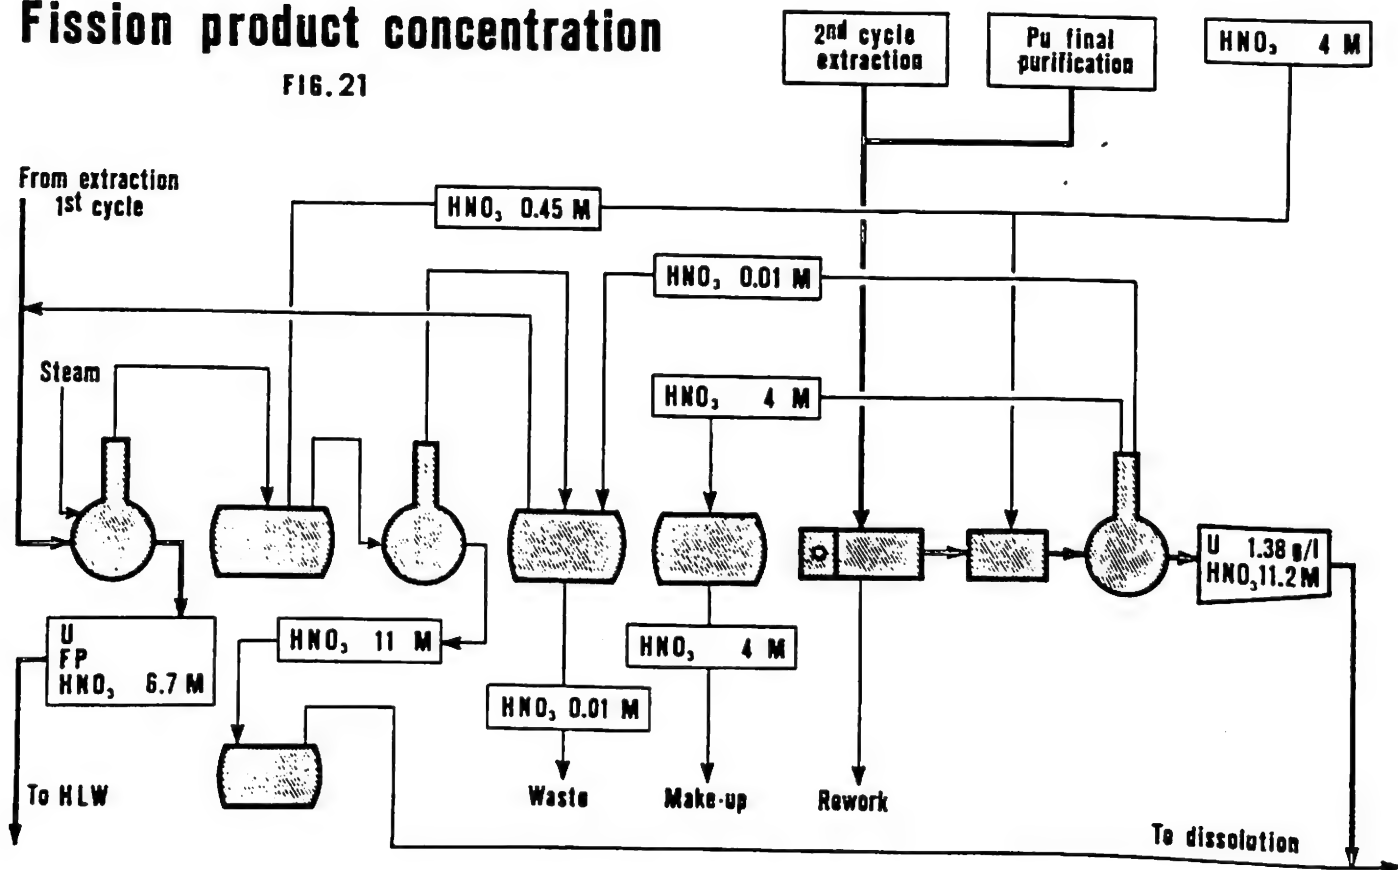 Fission product concentration
FIG.21
2nd cycle
extraction
Pu final
purification
HNO₃ 4 M
From extraction
1st cycle
HNO₃ 0.45 M
HNO₃ 0.01 M
Steam
HNO₃ 4 M
U 1.38 g/l
HNO₃ 11.2 M
U
FP
HNO₃ 6.7 M
HNO₃ 11 M
HNO₃ 4 M
HNO₃ 0.01 M
To HLW
Waste
Make-up
Rework
To dissolution